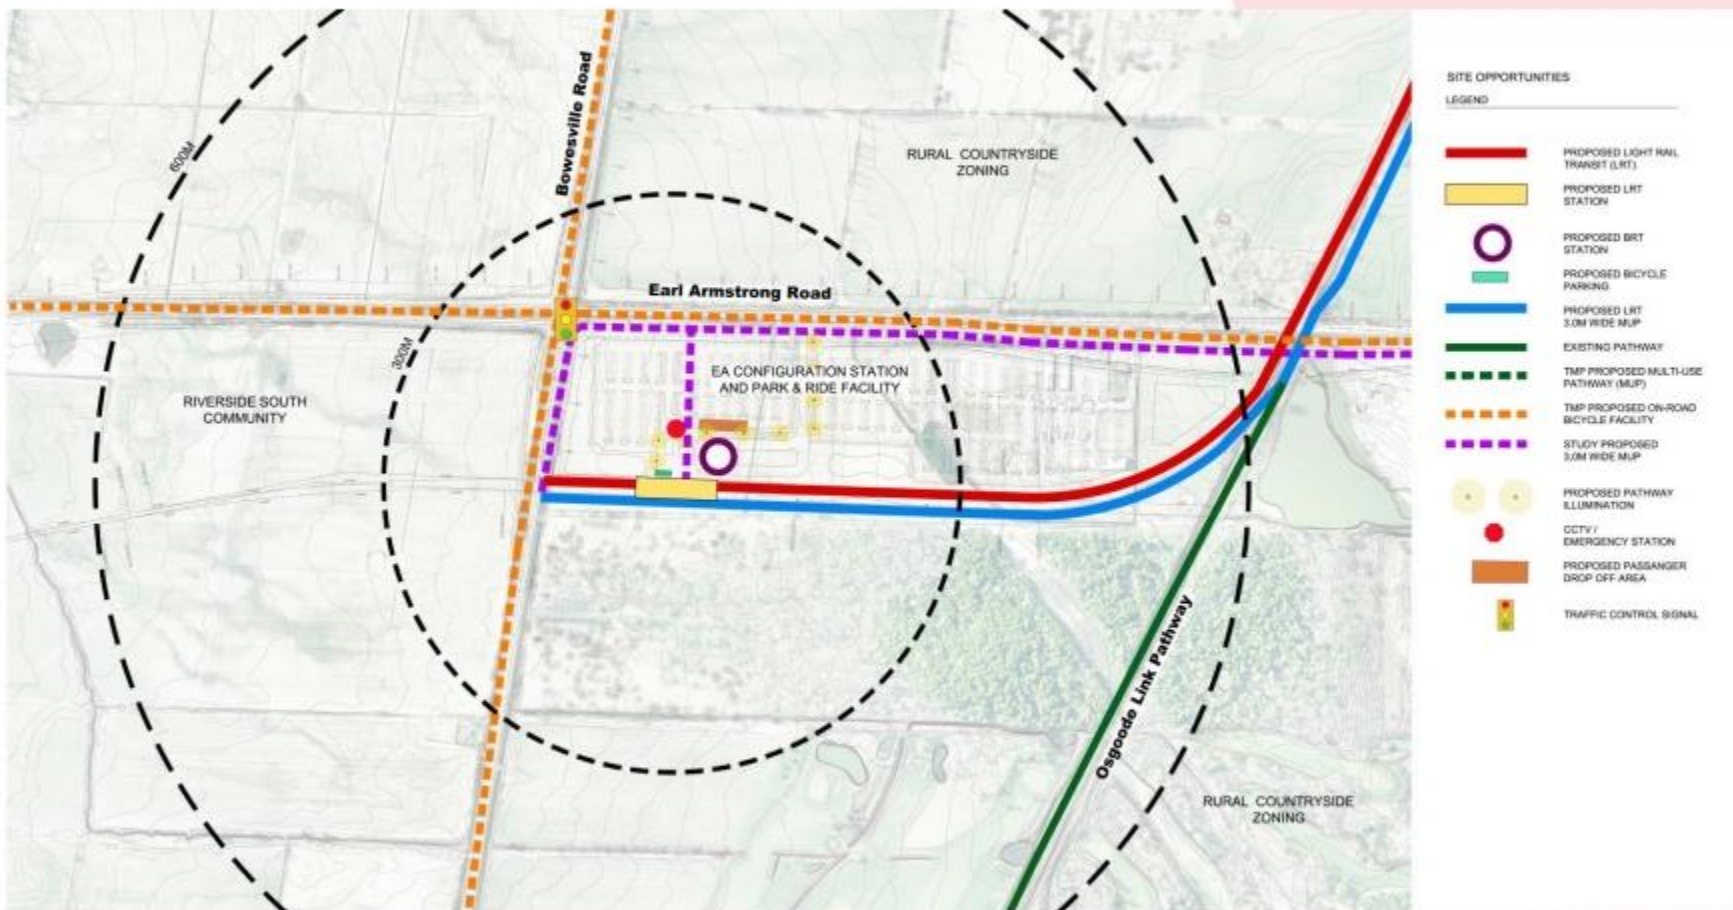 Bowesville Road
600M
RURAL COUNTRYSIDE
ZONING
Earl Armstrong Road
300M
EA CONFIGURATION STATION
AND PARK & RIDE FACILITY
RIVERSIDE SOUTH
COMMUNITY
Osgoode Link Pathway
RURAL COUNTRYSIDE
ZONING
SITE OPPORTUNITIES
LEGEND
PROPOSED LIGHT RAIL
TRANSIT (LRT)
PROPOSED LRT
STATION
PROPOSED BRT
STATION
PROPOSED BICYCLE
PARKING
PROPOSED LRT
3.0M WIDE MUP
EXISTING PATHWAY
TMP PROPOSED MULTI-USE
PATHWAY (MUP)
TMP PROPOSED ON-ROAD
BICYCLE FACILITY
STUDY PROPOSED
3.0M WIDE MUP
PROPOSED PATHWAY
ILLUMINATION
CCTV /
EMERGENCY STATION
PROPOSED PASSANGER
DROP OFF AREA
TRAFFIC CONTROL SIGNAL